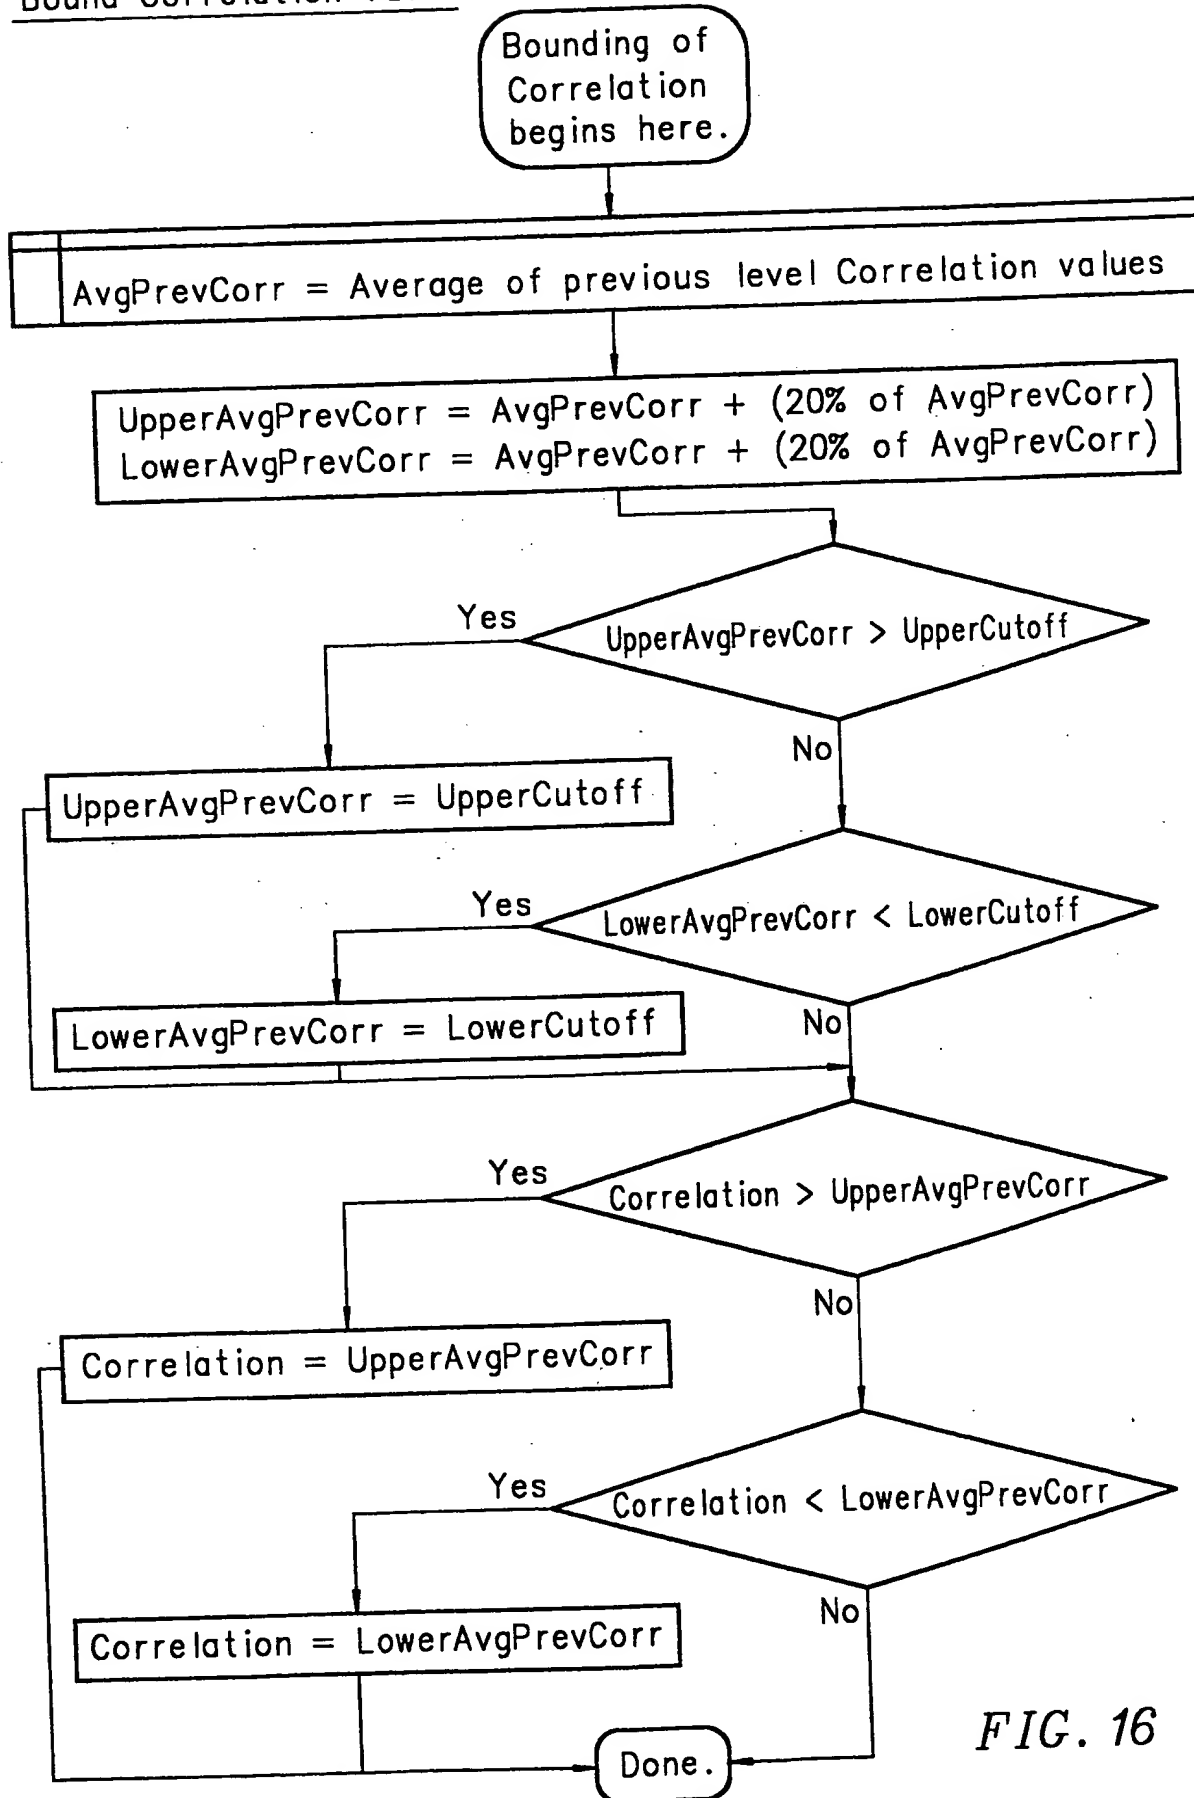 Bound Correlation
Bounding of
Correlation
begins here.
AvgPrevCorr = Average of previous level Correlation values
UpperAvgPrevCorr = AvgPrevCorr + (20% of AvgPrevCorr)
LowerAvgPrevCorr = AvgPrevCorr + (20% of AvgPrevCorr)
UpperAvgPrevCorr > UpperCutoff
Yes
No
UpperAvgPrevCorr = UpperCutoff
LowerAvgPrevCorr < LowerCutoff
Yes
No
LowerAvgPrevCorr = LowerCutoff
Correlation > UpperAvgPrevCorr
Yes
No
Correlation = UpperAvgPrevCorr
Correlation < LowerAvgPrevCorr
Yes
No
Correlation = LowerAvgPrevCorr
Done.
FIG. 16